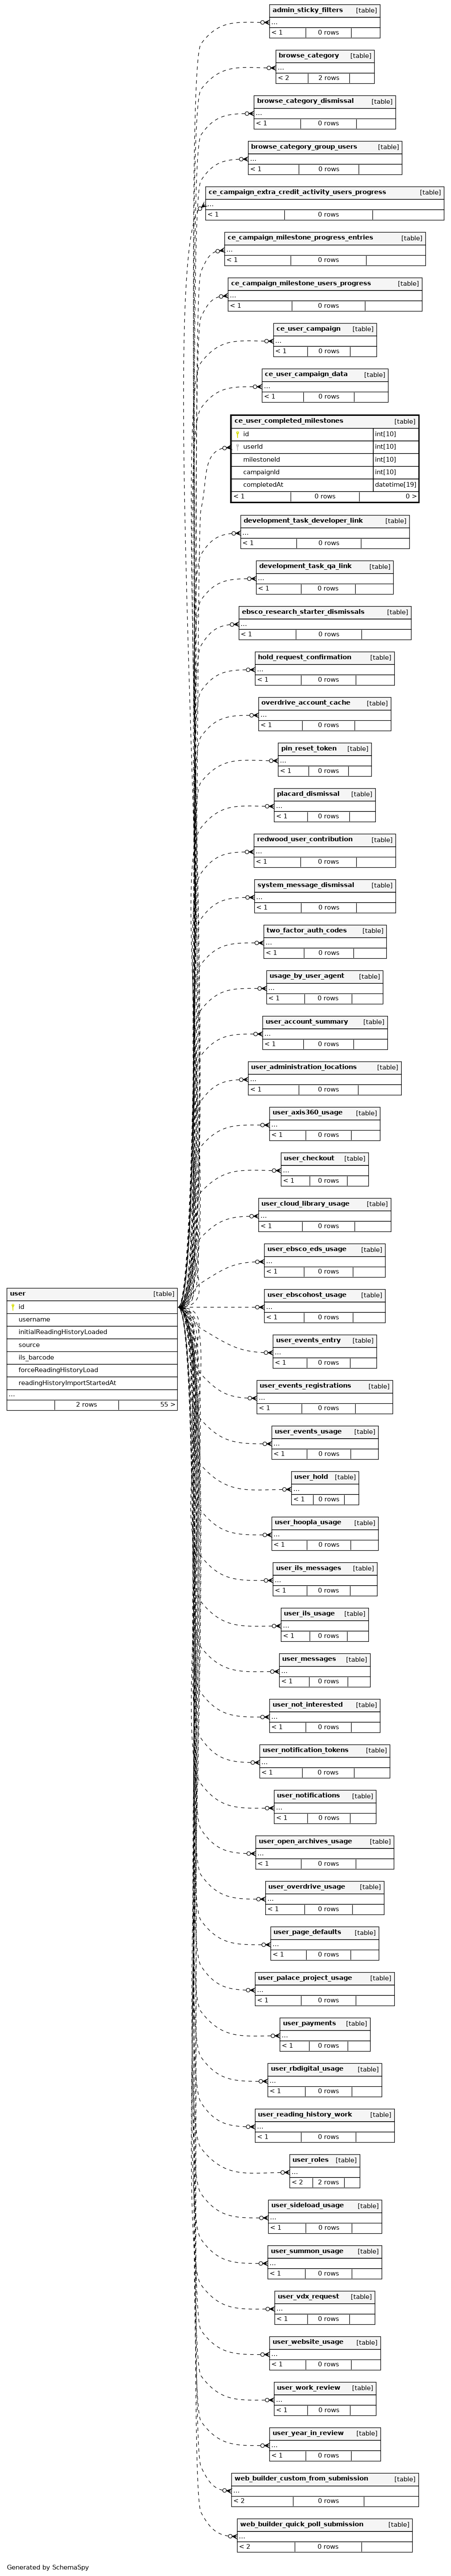 admin_sticky_filters [table]
...
< 1 0 rows
browse_category [table]
...
< 2 2 rows
browse_category_dismissal [table]
...
< 1 0 rows
browse_category_group_users [table]
...
< 1 0 rows
ce_campaign_extra_credit_activity_users_progress [table]
...
< 1 0 rows
ce_campaign_milestone_progress_entries [table]
...
< 1 0 rows
ce_campaign_milestone_users_progress [table]
...
< 1 0 rows
ce_user_campaign [table]
...
< 1 0 rows
ce_user_campaign_data [table]
...
< 1 0 rows
ce_user_completed_milestones [table]
id int[10]
userId int[10]
milestoneId int[10]
campaignId int[10]
completedAt datetime[19]
< 1 0 rows 0 >
development_task_developer_link [table]
...
< 1 0 rows
development_task_qa_link [table]
...
< 1 0 rows
ebsco_research_starter_dismissals [table]
...
< 1 0 rows
hold_request_confirmation [table]
...
< 1 0 rows
overdrive_account_cache [table]
...
< 1 0 rows
pin_reset_token [table]
...
< 1 0 rows
placard_dismissal [table]
...
< 1 0 rows
redwood_user_contribution [table]
...
< 1 0 rows
system_message_dismissal [table]
...
< 1 0 rows
two_factor_auth_codes [table]
...
< 1 0 rows
usage_by_user_agent [table]
...
< 1 0 rows
user_account_summary [table]
...
< 1 0 rows
user_administration_locations [table]
...
< 1 0 rows
user_axis360_usage [table]
...
< 1 0 rows
user_checkout [table]
...
< 1 0 rows
user_cloud_library_usage [table]
...
< 1 0 rows
user_ebsco_eds_usage [table]
...
< 1 0 rows
user [table]
id
username
initialReadingHistoryLoaded
source
ils_barcode
forceReadingHistoryLoad
readingHistoryImportStartedAt
...
2 rows 55 >
user_ebscohost_usage [table]
...
< 1 0 rows
user_events_entry [table]
...
< 1 0 rows
user_events_registrations [table]
...
< 1 0 rows
user_events_usage [table]
...
< 1 0 rows
user_hold [table]
...
< 1 0 rows
user_hoopla_usage [table]
...
< 1 0 rows
user_ils_messages [table]
...
< 1 0 rows
user_ils_usage [table]
...
< 1 0 rows
user_messages [table]
...
< 1 0 rows
user_not_interested [table]
...
< 1 0 rows
user_notification_tokens [table]
...
< 1 0 rows
user_notifications [table]
...
< 1 0 rows
user_open_archives_usage [table]
...
< 1 0 rows
user_overdrive_usage [table]
...
< 1 0 rows
user_page_defaults [table]
...
< 1 0 rows
user_palace_project_usage [table]
...
< 1 0 rows
user_payments [table]
...
< 1 0 rows
user_rbdigital_usage [table]
...
< 1 0 rows
user_reading_history_work [table]
...
< 1 0 rows
user_roles [table]
...
< 2 2 rows
user_sideload_usage [table]
...
< 1 0 rows
user_summon_usage [table]
...
< 1 0 rows
user_vdx_request [table]
...
< 1 0 rows
user_website_usage [table]
...
< 1 0 rows
user_work_review [table]
...
< 1 0 rows
user_year_in_review [table]
...
< 1 0 rows
web_builder_custom_from_submission [table]
...
< 2 0 rows
web_builder_quick_poll_submission [table]
...
< 2 0 rows
Generated by SchemaSpy